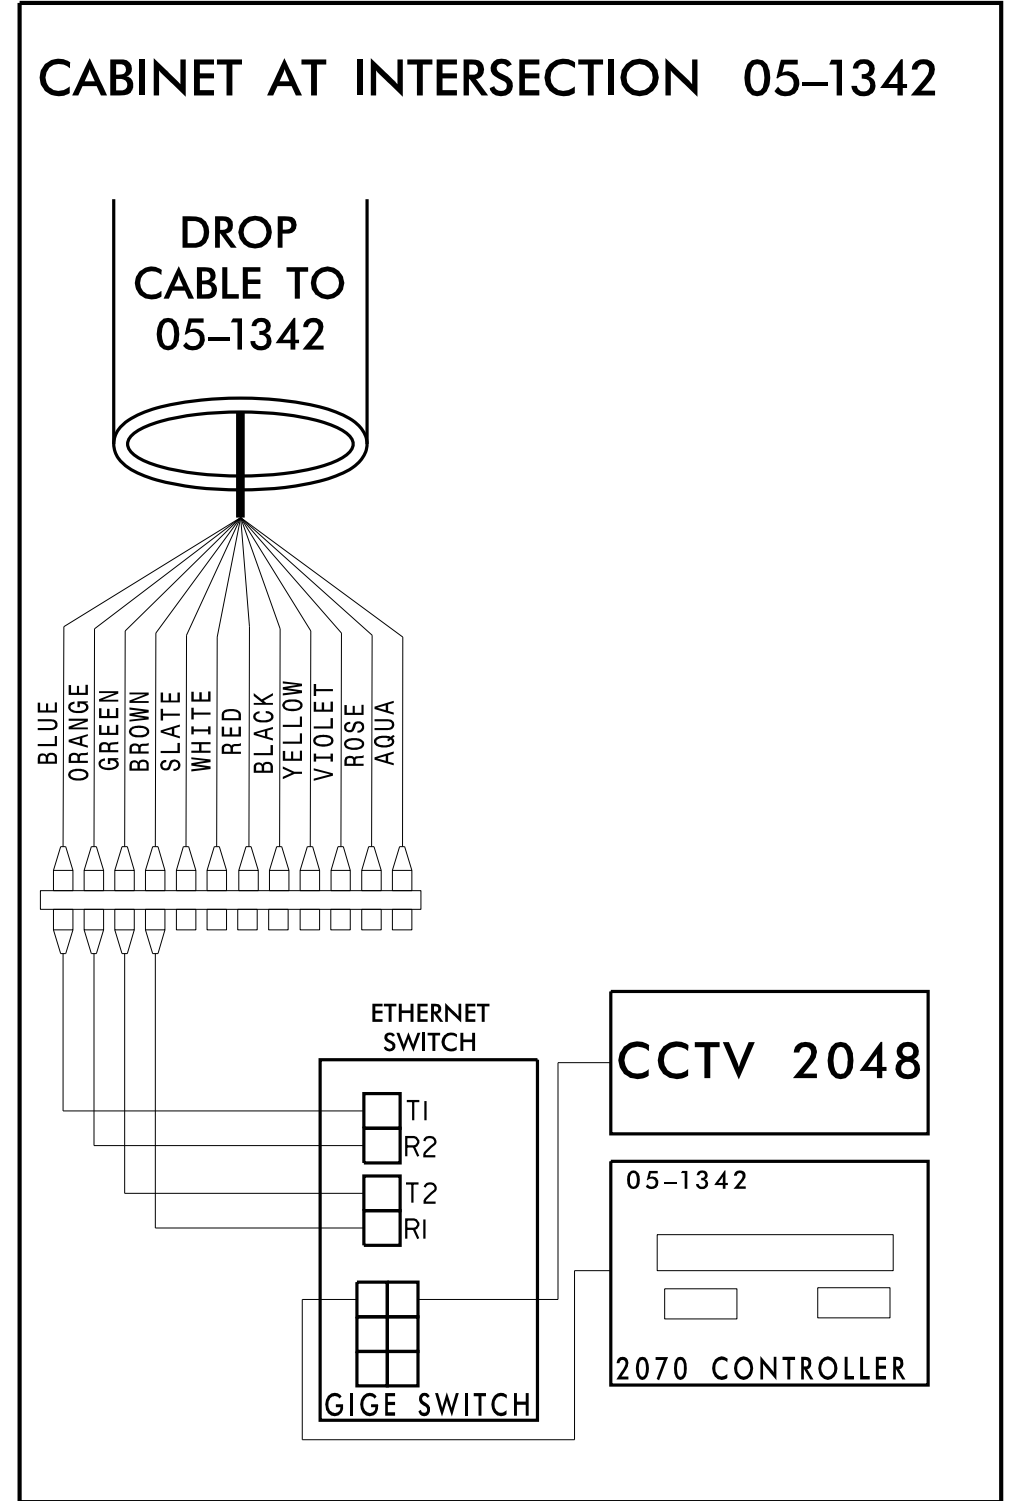 CABINET AT INTERSECTION 05-1342
DROP
CABLE TO
05-1342
BLUE
ORANGE
GREEN
BROWN
SLATE
WHITE
RED
BLACK
YELLOW
VIOLET
ROSE
AQUA
ETHERNET
SWITCH
T1
R2
T2
R1
GIGE SWITCH
CCTV 2048
05-1342
2070 CONTROLLER